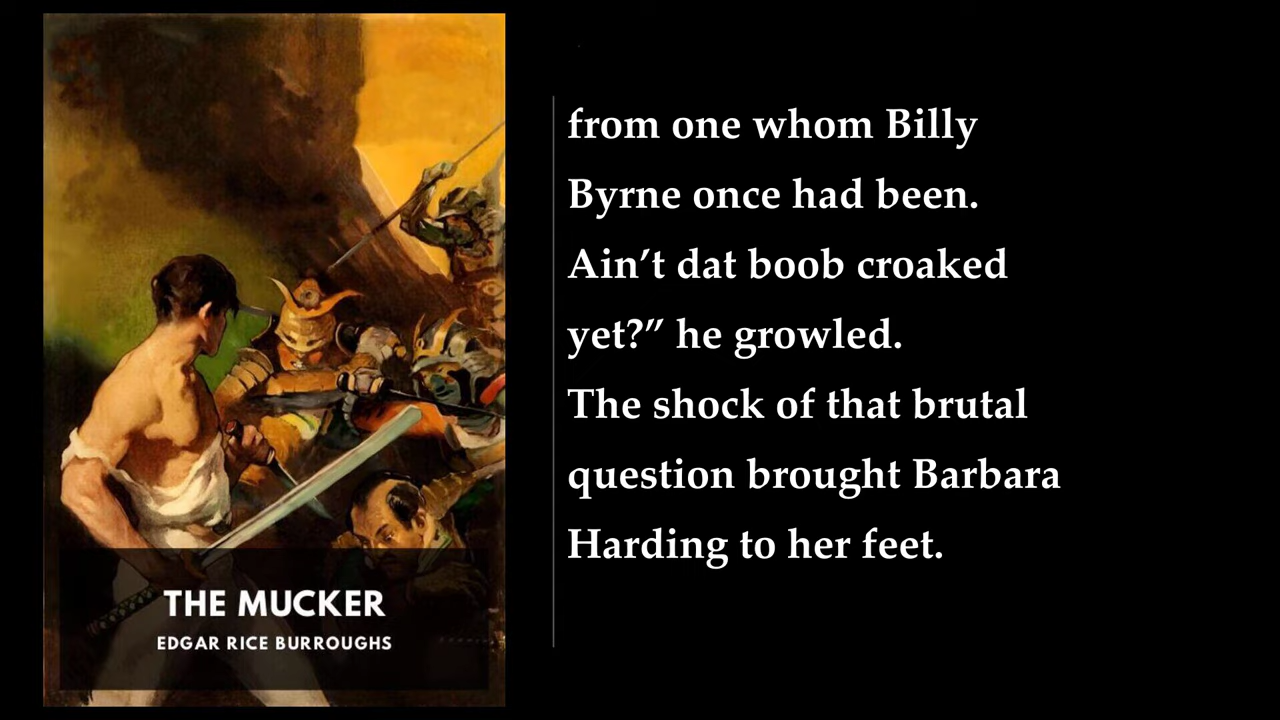 from one whom Billy
Byrne once had been.
Ain’t dat boob croaked
yet?” he growled.
The shock of that brutal
question brought Barbara
Harding to her feet.
THE MUCKER
EDGAR RICE BURROUGHS